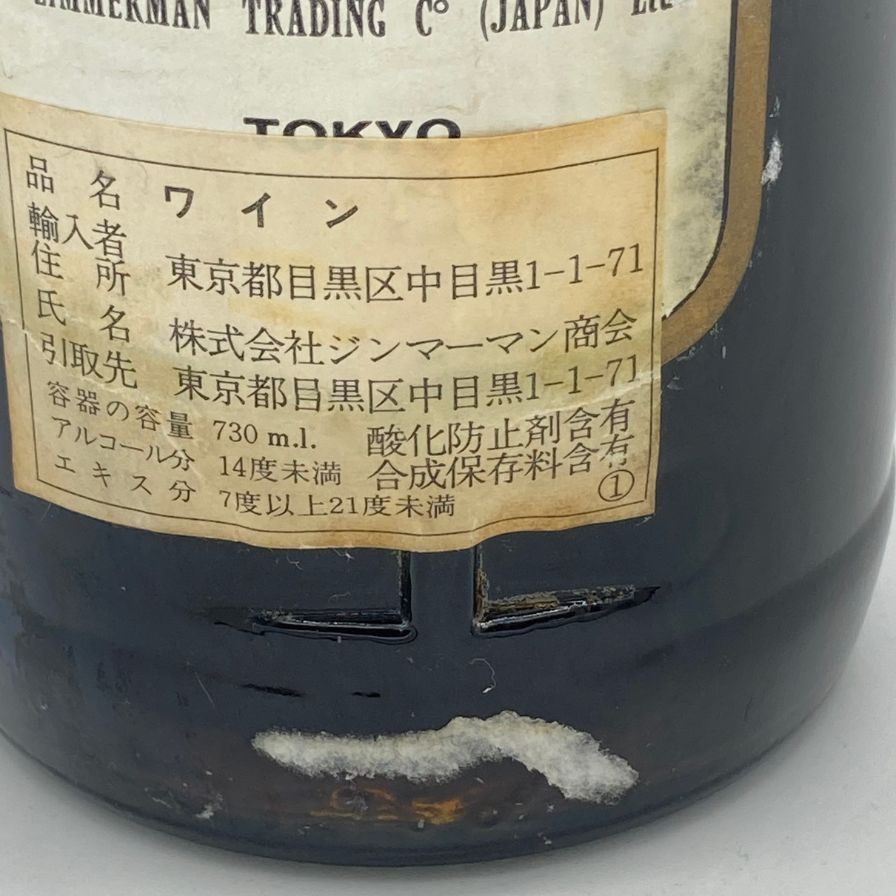 ZIMMERMAN TRADING Cº (JAPAN) Ltd
TOKYO
品名 ワイン
輸入者
住所 東京都目黒区中目黒1-1-71
氏名 株式会社ジンマーマン商会
引取先 東京都目黒区中目黒1-1-71
容器の容量 730 m.l. 酸化防止剤含有
アルコール分 14度未満 合成保存料含有
エキス分 7度以上21度未満 ①